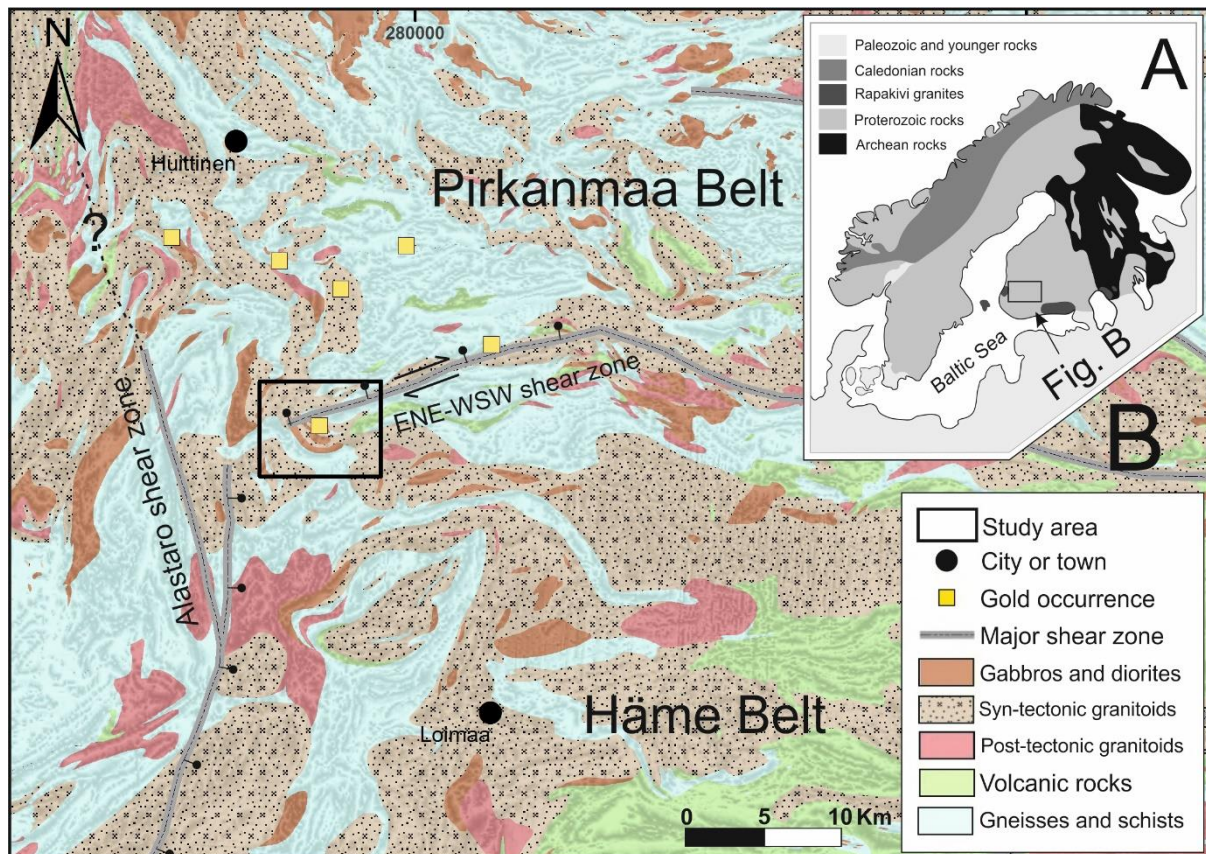 N
280000
Huittinen
Pirkanmaa Belt
?
ENE-WSW shear zone
Alastaro shear zone
Häme Belt
Loimaa
0 5 10 Km
A
Paleozoic and younger rocks
Caledonian rocks
Rapakivi granites
Proterozoic rocks
Archean rocks
Baltic Sea
Fig. B
B
Study area
City or town
Gold occurrence
Major shear zone
Gabbros and diorites
Syn-tectonic granitoids
Post-tectonic granitoids
Volcanic rocks
Gneisses and schists